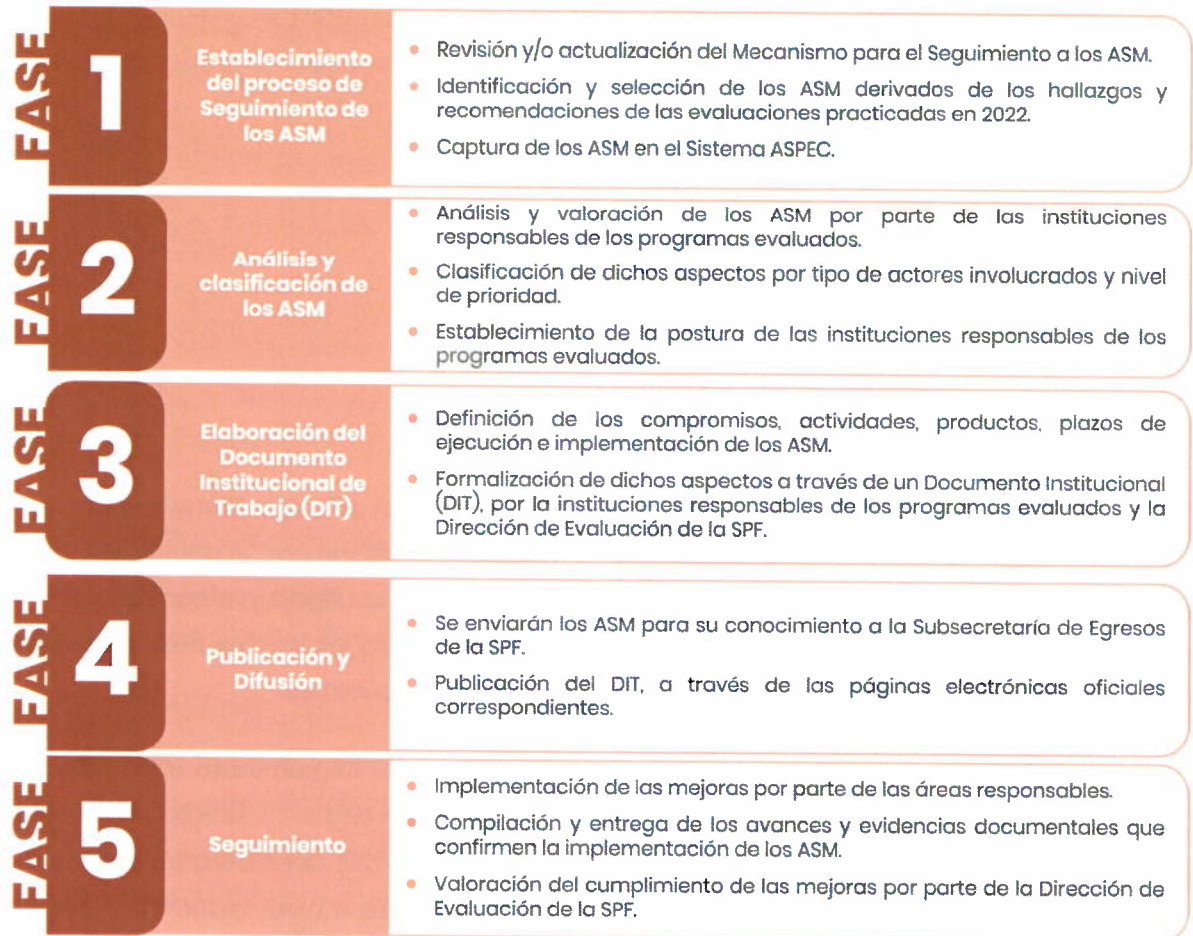 FASE
1
Establecimiento
del proceso de
Seguimiento de
los ASM
• Revisión y/o actualización del Mecanismo para el Seguimiento a los ASM.
• Identificación y selección de los ASM derivados de los hallazgos y
recomendaciones de las evaluaciones practicadas en 2022.
• Captura de los ASM en el Sistema ASPEC.
FASE
2
Análisis y
clasificación de
los ASM
• Análisis y valoración de los ASM por parte de las instituciones
responsables de los programas evaluados.
• Clasificación de dichos aspectos por tipo de actores involucrados y nivel
de prioridad.
• Establecimiento de la postura de las instituciones responsables de los
programas evaluados.
FASE
3
Elaboración del
Documento
Institucional de
Trabajo (DIT)
• Definición de los compromisos, actividades, productos, plazos de
ejecución e implementación de los ASM.
• Formalización de dichos aspectos a través de un Documento Institucional
(DIT), por la instituciones responsables de los programas evaluados y la
Dirección de Evaluación de la SPF.
FASE
4
Publicación y
Difusión
• Se enviarán los ASM para su conocimiento a la Subsecretaría de Egresos
de la SPF.
• Publicación del DIT, a través de las páginas electrónicas oficiales
correspondientes.
FASE
5
Seguimiento
• Implementación de las mejoras por parte de las áreas responsables.
• Compilación y entrega de los avances y evidencias documentales que
confirmen la implementación de los ASM.
• Valoración del cumplimiento de las mejoras por parte de la Dirección de
Evaluación de la SPF.